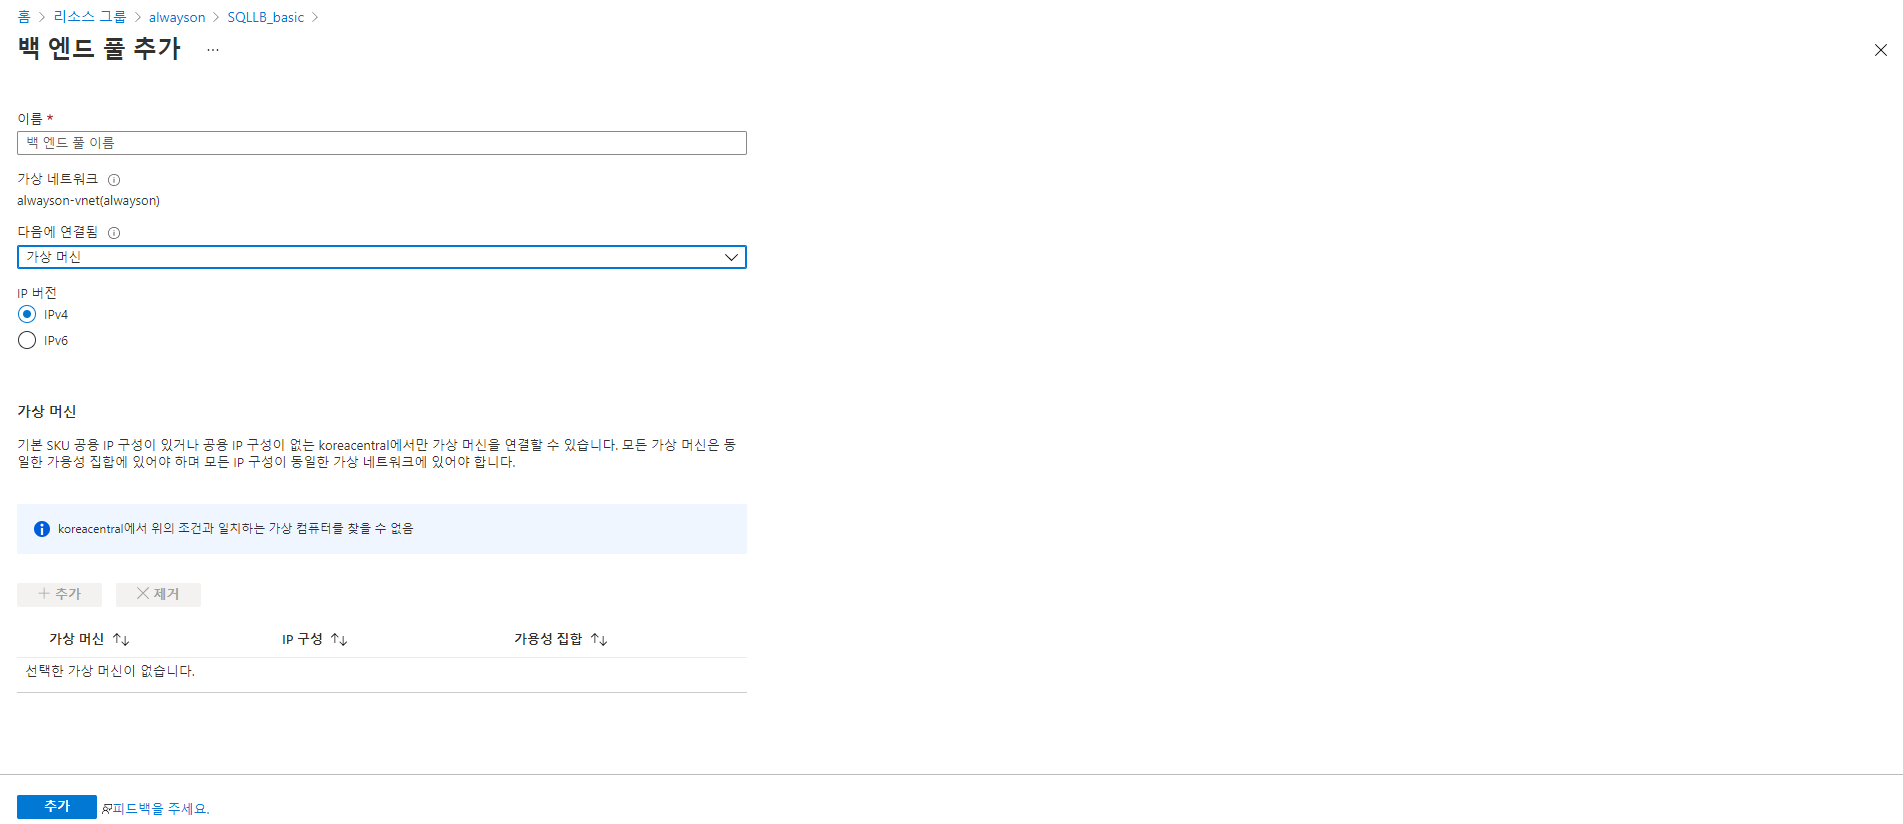 홈 > 리소스 그룹 > alwayson > SQLLB_basic >
백 엔드 풀 추가 ...
이름 *
백 엔드 풀 이름
가상 네트워크
alwayson-vnet(alwayson)
다음에 연결됨
가상 머신
IP 버전
IPv4
IPv6
가상 머신
기본 SKU 공용 IP 구성이 있거나 공용 IP 구성이 없는 koreacentral에서만 가상 머신을 연결할 수 있습니다. 모든 가상 머신은 동
일한 가용성 집합에 있어야 하며 모든 IP 구성이 동일한 가상 네트워크에 있어야 합니다.
koreacentral에서 위의 조건과 일치하는 가상 컴퓨터를 찾을 수 없음
추가 제거
가상 머신 IP 구성 가용성 집합
선택한 가상 머신이 없습니다.
추가 피드백을 주세요.